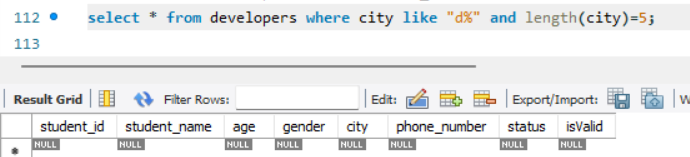 112 select * from developers where city like "d%" and length(city)=5;
113
Result Grid Filter Rows: Edit: Export/Import:
student_id student_name age gender city phone_number status isValid
NULL NULL NULL NULL NULL NULL NULL NULL